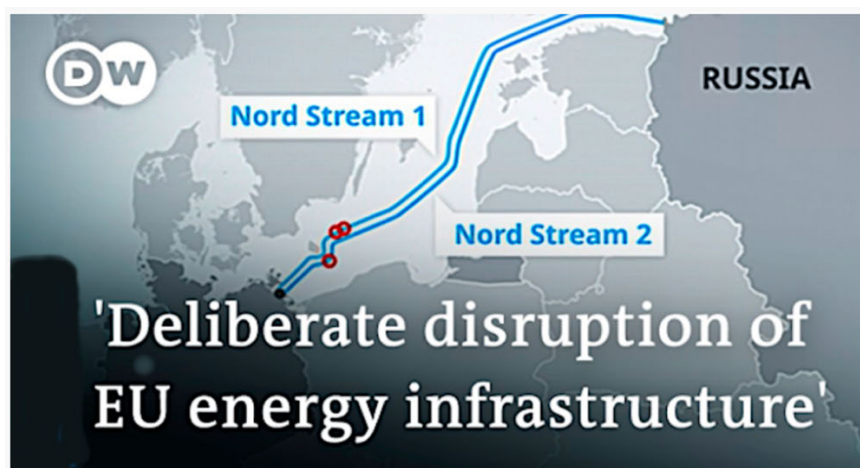 DW
RUSSIA
Nord Stream 1
Nord Stream 2
'Deliberate disruption of
EU energy infrastructure'